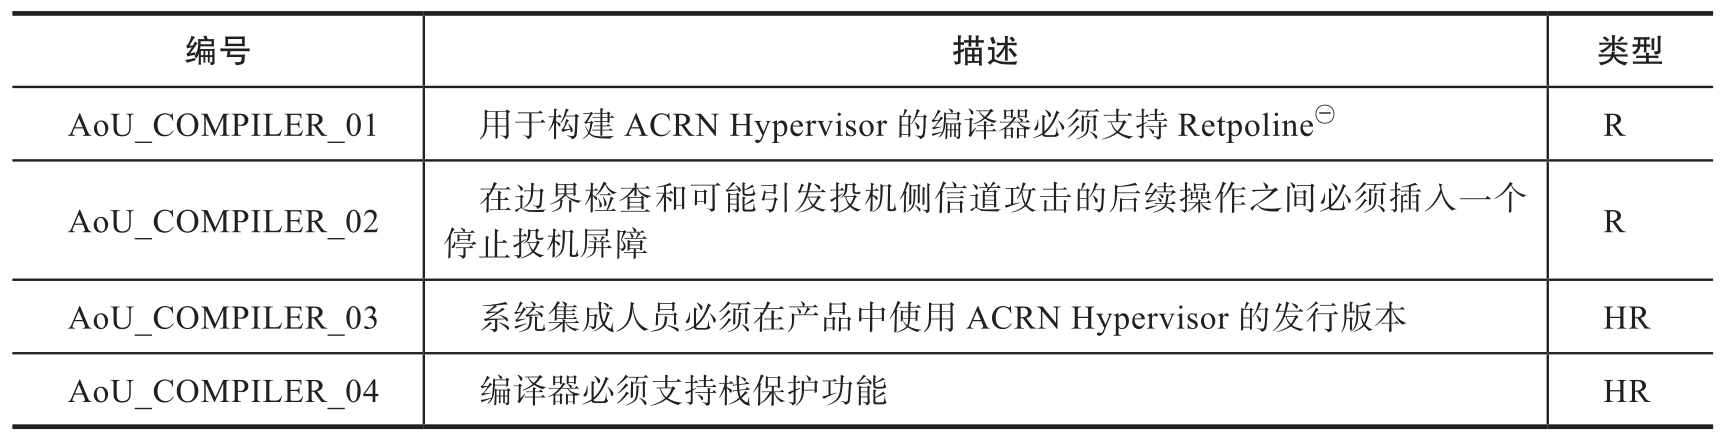 编号 描述 类型
AoU_COMPILER_01 用于构建 ACRN Hypervisor 的编译器必须支持 Retpoline㊀ R
AoU_COMPILER_02 在边界检查和可能引发投机侧信道攻击的后续操作之间必须插入一个 R
停止投机屏障
AoU_COMPILER_03 系统集成人员必须在产品中使用 ACRN Hypervisor 的发行版本 HR
AoU_COMPILER_04 编译器必须支持栈保护功能 HR